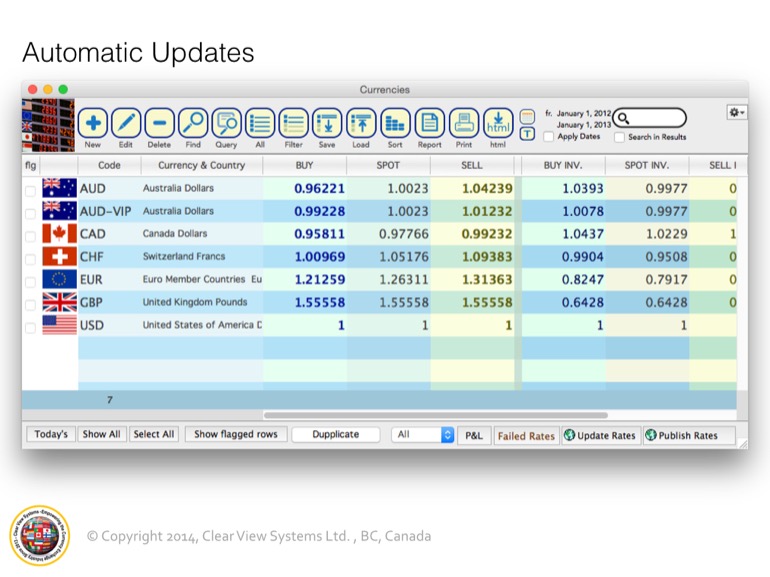 Automatic Updates
Currencies
New Edit Delete Find Query All Filter Save Load Sort Report Print html
html
T
fr. January 1, 2012
January 1, 2013
Apply Dates Search in Results
flg Code Currency & Country BUY SPOT SELL BUY INV. SPOT INV. SELL I
AUD Australia Dollars 0.96221 1.0023 1.04239 1.0393 0.9977 0
AUD-VIP Australia Dollars 0.99228 1.0023 1.01232 1.0078 0.9977 0
CAD Canada Dollars 0.95811 0.97766 0.99232 1.0437 1.0229 1
CHF Switzerland Francs 1.00969 1.05176 1.09383 0.9904 0.9508 0
EUR Euro Member Countries Eu 1.21259 1.26311 1.31363 0.8247 0.7917 0
GBP United Kingdom Pounds 1.55558 1.55558 1.55558 0.6428 0.6428 0
USD United States of America D 1 1 1 1 1
7
Today's Show All Select All Show flagged rows Dupplicate All P&L Failed Rates Update Rates Publish Rates
© Copyright 2014, Clear View Systems Ltd. , BC, Canada